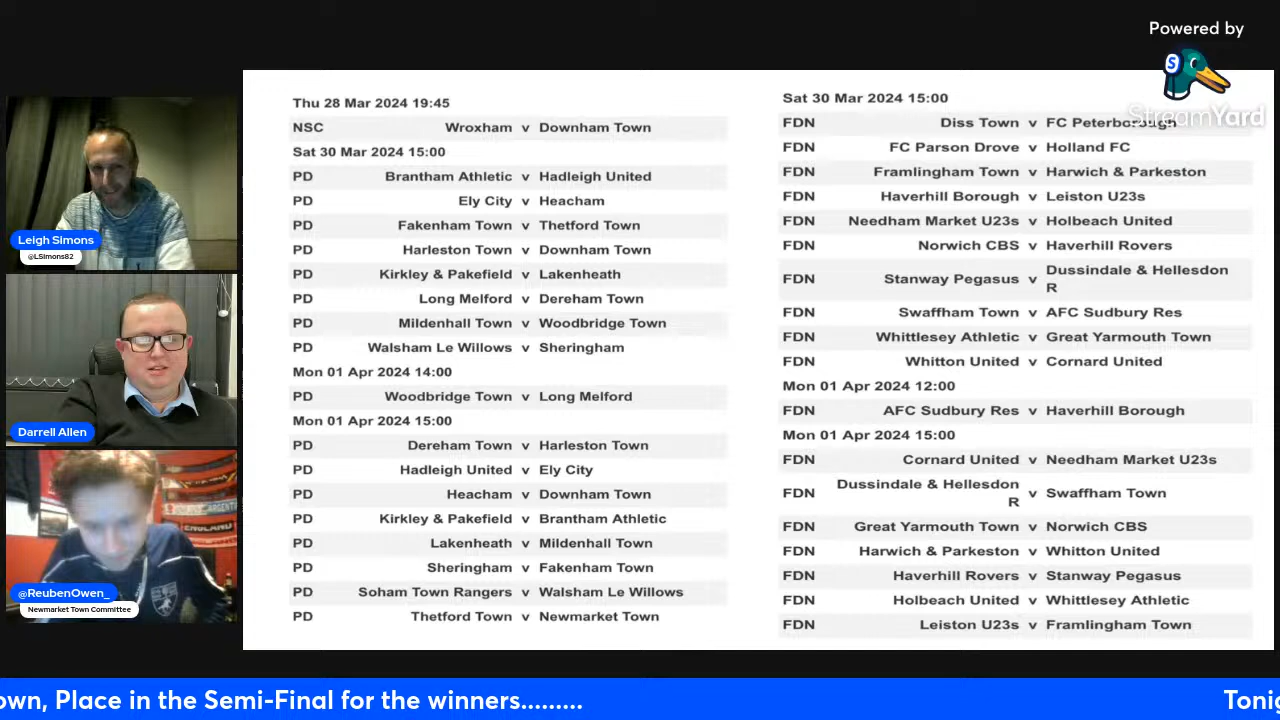 Powered by
StreamYard
Leigh Simons
@LSimons82
Darrell Allen
@ReubenOwen_
Newmarket Town Committee
ENGLAND
Thu 28 Mar 2024 19:45
NSC Wroxham v Downham Town
Sat 30 Mar 2024 15:00
PD Brantham Athletic v Hadleigh United
PD Ely City v Heacham
PD Fakenham Town v Thetford Town
PD Harleston Town v Downham Town
PD Kirkley & Pakefield v Lakenheath
PD Long Melford v Dereham Town
PD Mildenhall Town v Woodbridge Town
PD Walsham Le Willows v Sheringham
Mon 01 Apr 2024 14:00
PD Woodbridge Town v Long Melford
Mon 01 Apr 2024 15:00
PD Dereham Town v Harleston Town
PD Hadleigh United v Ely City
PD Heacham v Downham Town
PD Kirkley & Pakefield v Brantham Athletic
PD Lakenheath v Mildenhall Town
PD Sheringham v Fakenham Town
PD Soham Town Rangers v Walsham Le Willows
PD Thetford Town v Newmarket Town
Sat 30 Mar 2024 15:00
FDN Diss Town v FC Peterborough
FDN FC Parson Drove v Holland FC
FDN Framlingham Town v Harwich & Parkeston
FDN Haverhill Borough v Leiston U23s
FDN Needham Market U23s v Holbeach United
FDN Norwich CBS v Haverhill Rovers
FDN Stanway Pegasus v Dussindale & Hellesdon
R
FDN Swaffham Town v AFC Sudbury Res
FDN Whittlesey Athletic v Great Yarmouth Town
FDN Whitton United v Cornard United
Mon 01 Apr 2024 12:00
FDN AFC Sudbury Res v Haverhill Borough
Mon 01 Apr 2024 15:00
FDN Cornard United v Needham Market U23s
FDN Dussindale & Hellesdon v Swaffham Town
R
FDN Great Yarmouth Town v Norwich CBS
FDN Harwich & Parkeston v Whitton United
FDN Haverhill Rovers v Stanway Pegasus
FDN Holbeach United v Whittlesey Athletic
FDN Leiston U23s v Framlingham Town
own, Place in the Semi-Final for the winners......... Tonig